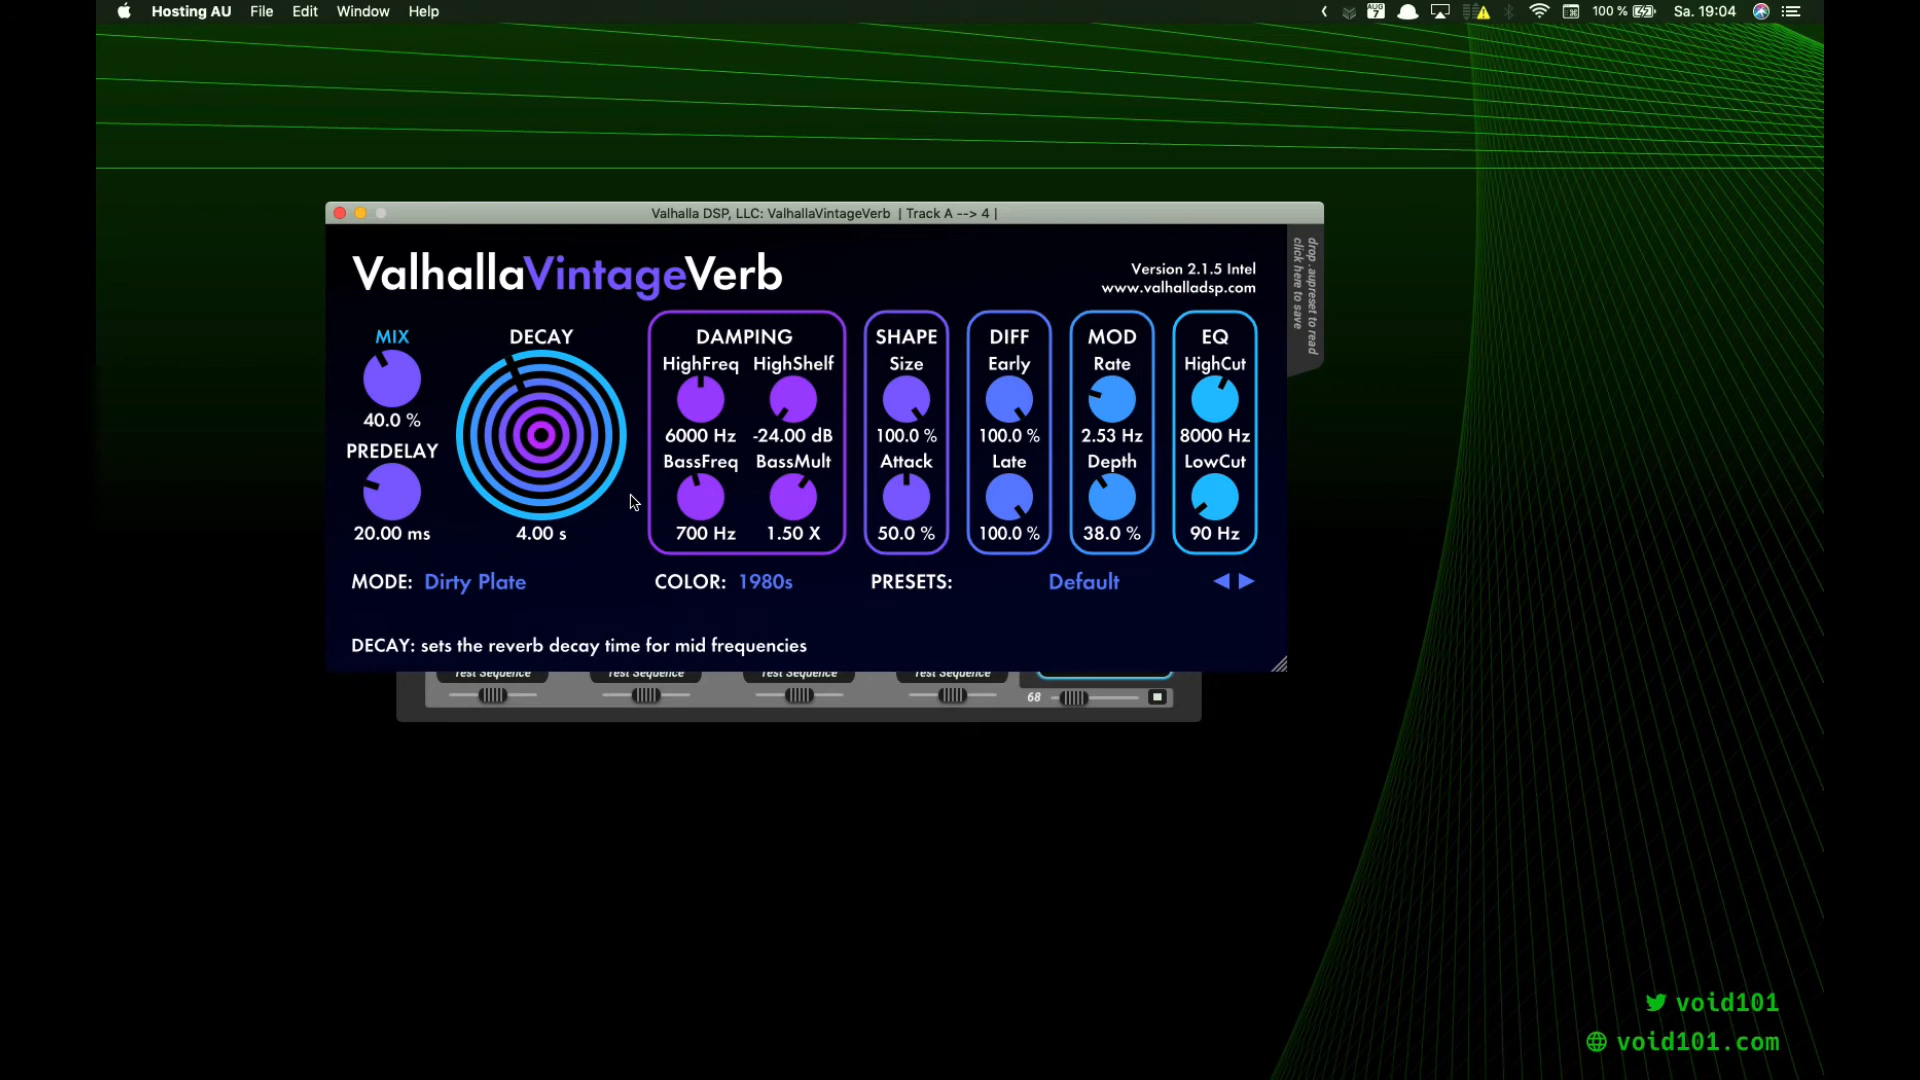 Hosting AU File Edit Window Help
AUG 7 100 % Sa. 19:04
Valhalla DSP, LLC: ValhallaVintageVerb | Track A --> 4 |
drop .aupreset to read
click here to save
ValhallaVintageVerb
Version 2.1.5 Intel
www.valhalladsp.com
MIX DECAY DAMPING SHAPE DIFF MOD EQ
HighFreq HighShelf Size Early Rate HighCut
40.0 %
6000 Hz -24.00 dB 100.0 % 100.0 % 2.53 Hz 8000 Hz
PREDELAY
BassFreq BassMult Attack Late Depth LowCut
20.00 ms 4.00 s 700 Hz 1.50 X 50.0 % 100.0 % 38.0 % 90 Hz
MODE: Dirty Plate COLOR: 1980s PRESETS: Default
DECAY: sets the reverb decay time for mid frequencies
Test Sequence Test Sequence Test Sequence Test Sequence
68
void101
void101.com